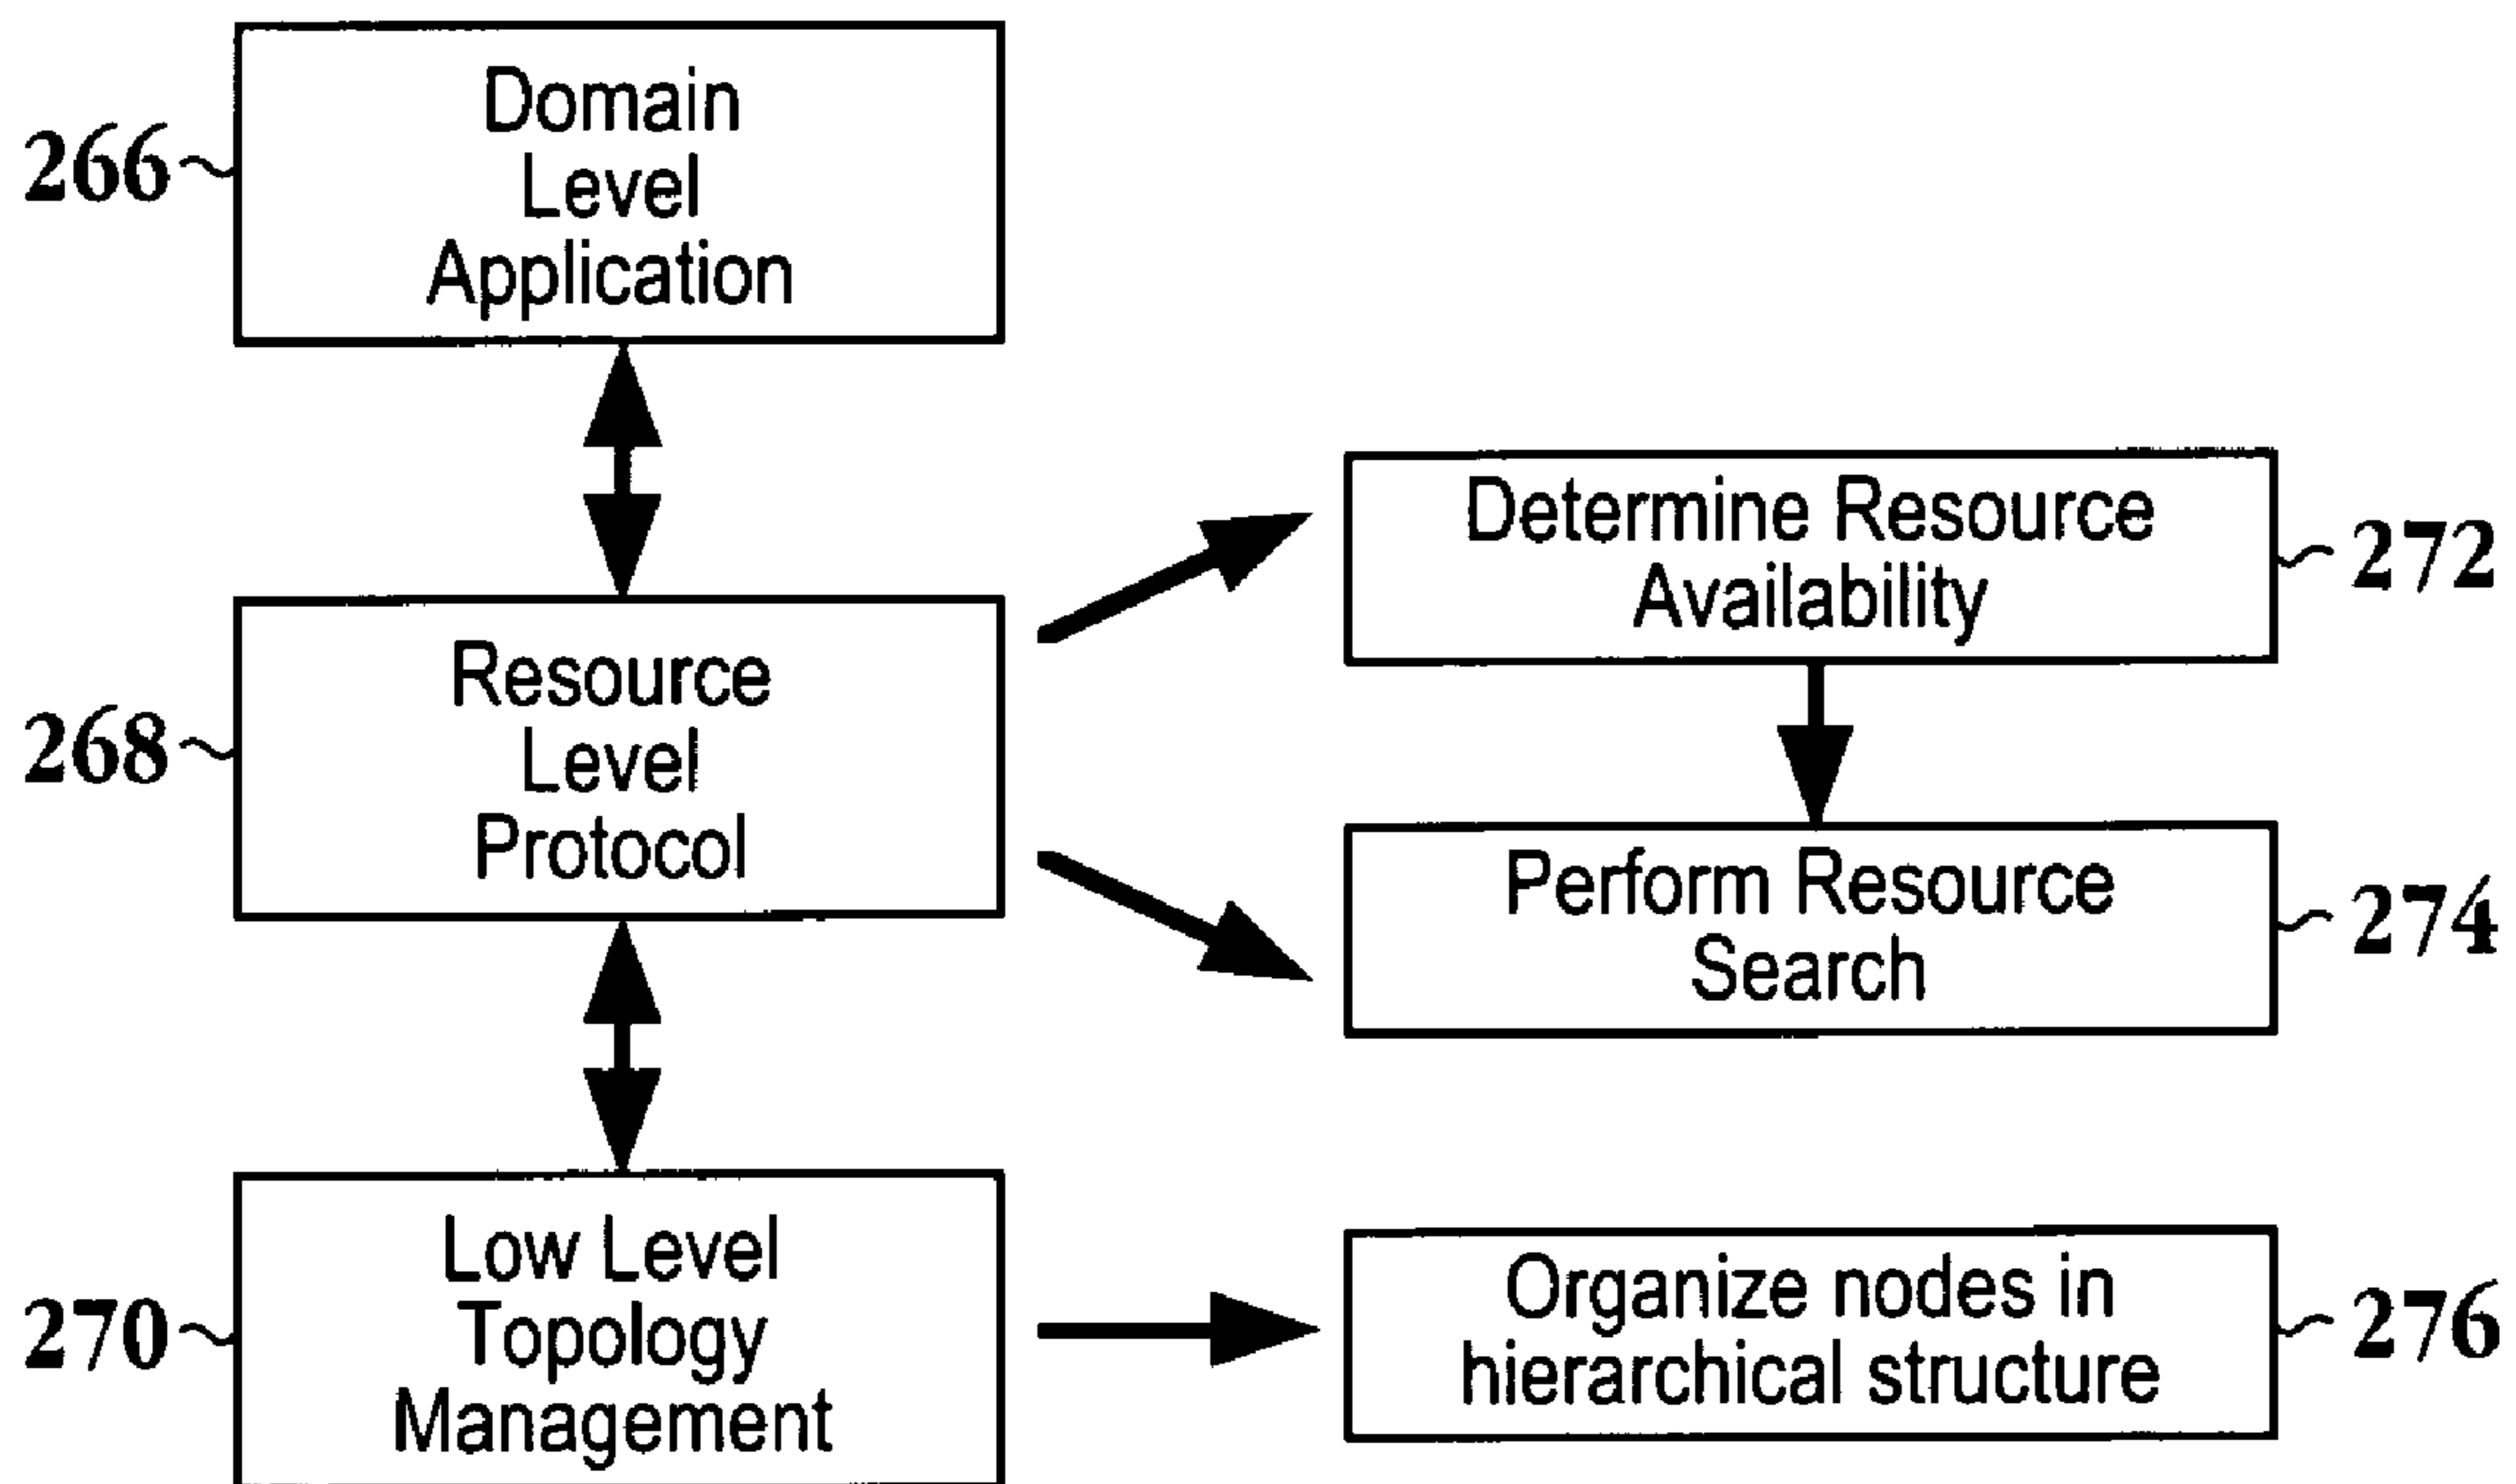 266
Domain
Level
Application
268
Resource
Level
Protocol
270
Low Level
Topology
Management
Determine Resource
Availability
272
Perform Resource
Search
274
Organize nodes in
hierarchical structure
276